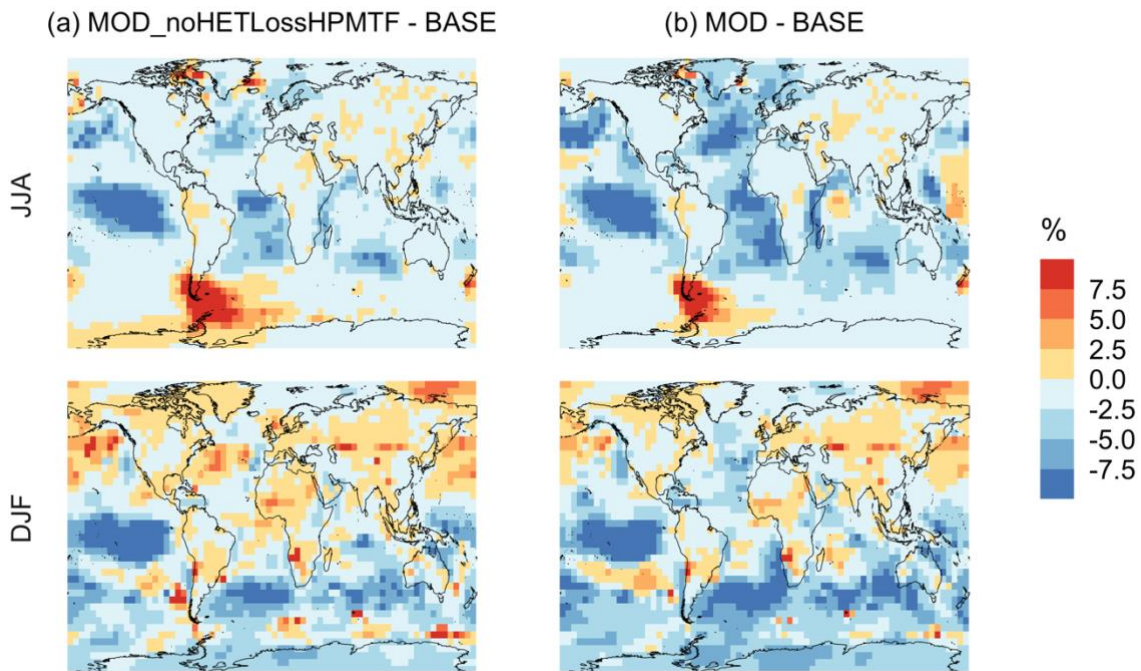 (a) MOD_noHETLossHPMTF - BASE
(b) MOD - BASE
JJA
DJF
%
7.5
5.0
2.5
0.0
-2.5
-5.0
-7.5